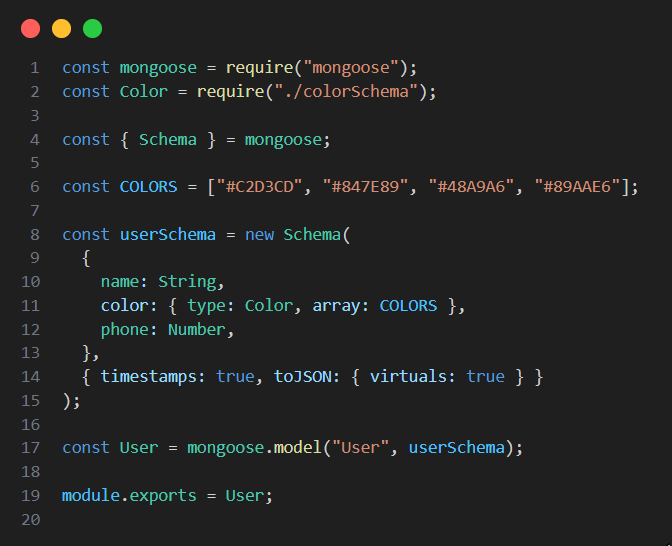 1 const mongoose = require("mongoose");
2 const Color = require("./colorSchema");
3
4 const { Schema } = mongoose;
5
6 const COLORS = ["#C2D3CD", "#847E89", "#48A9A6", "#89AAE6"];
7
8 const userSchema = new Schema(
9   {
10     name: String,
11     color: { type: Color, array: COLORS },
12     phone: Number,
13   },
14   { timestamps: true, toJSON: { virtuals: true } }
15 );
16
17 const User = mongoose.model("User", userSchema);
18
19 module.exports = User;
20